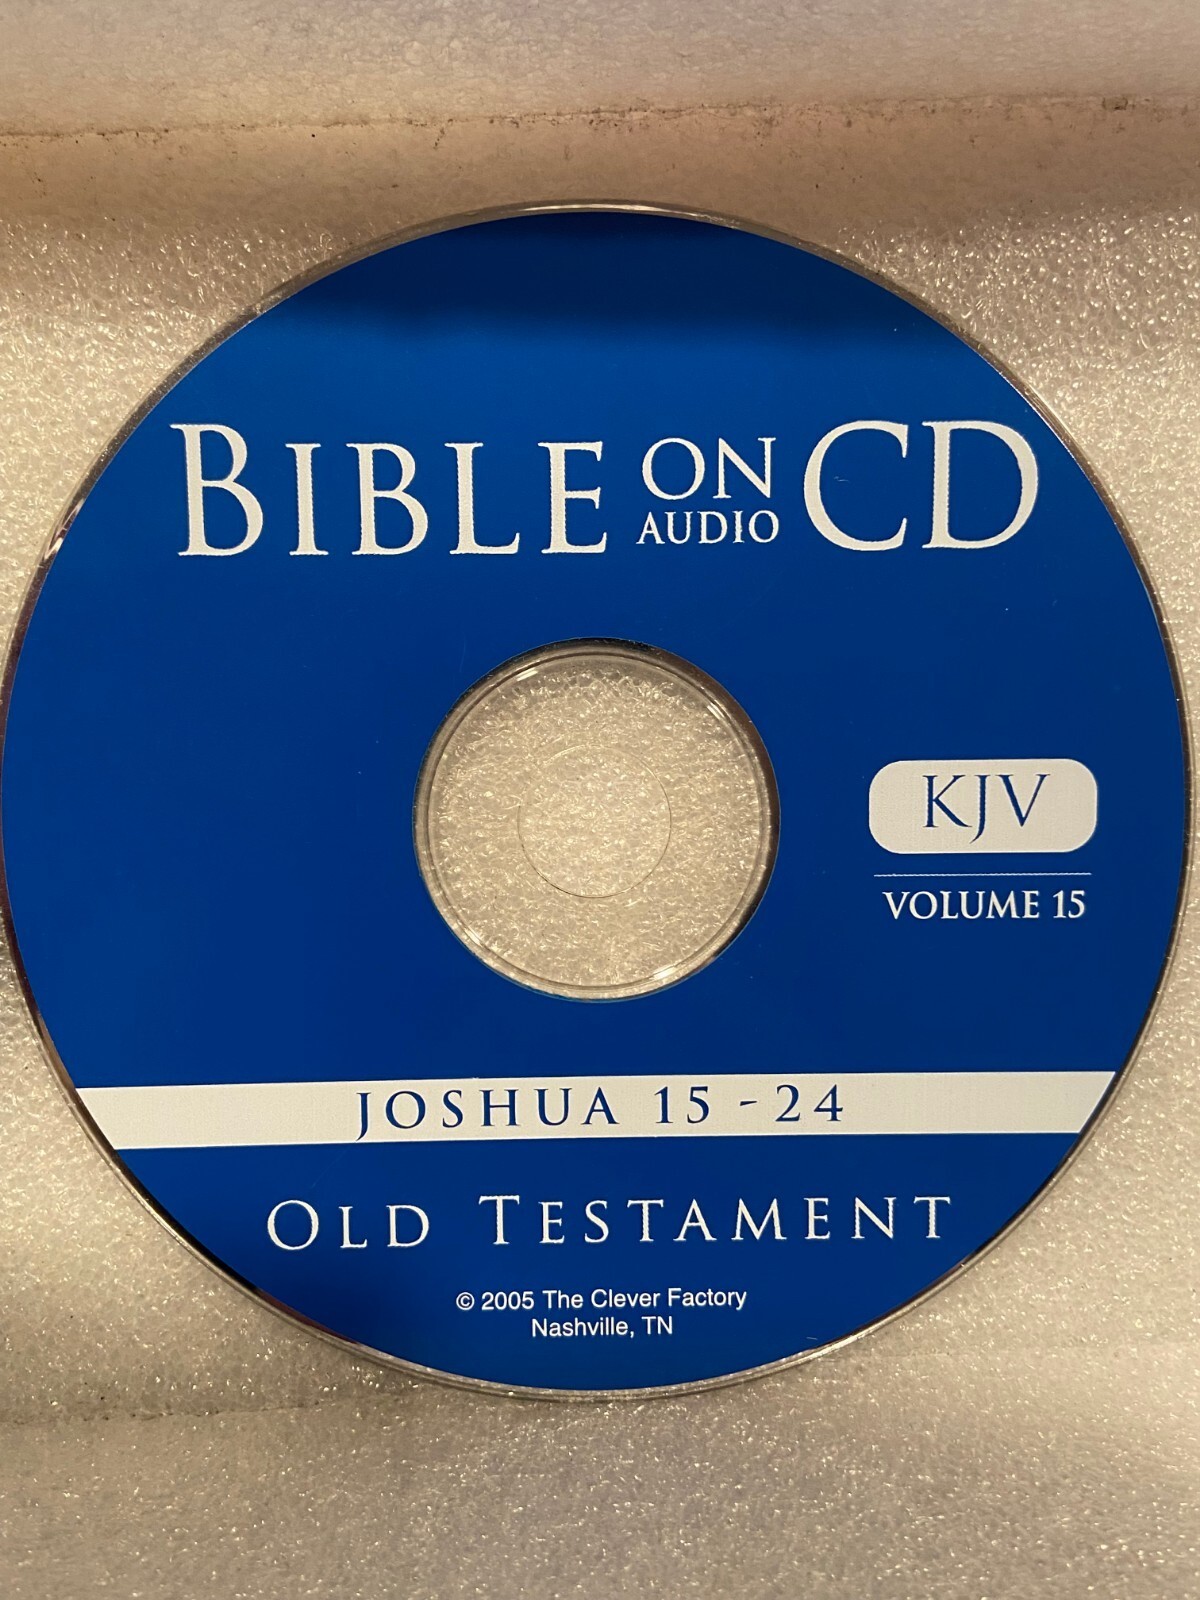 BIBLE ON AUDIO CD
KJV
VOLUME 15
JOSHUA 15 - 24
OLD TESTAMENT
© 2005 The Clever Factory
Nashville, TN